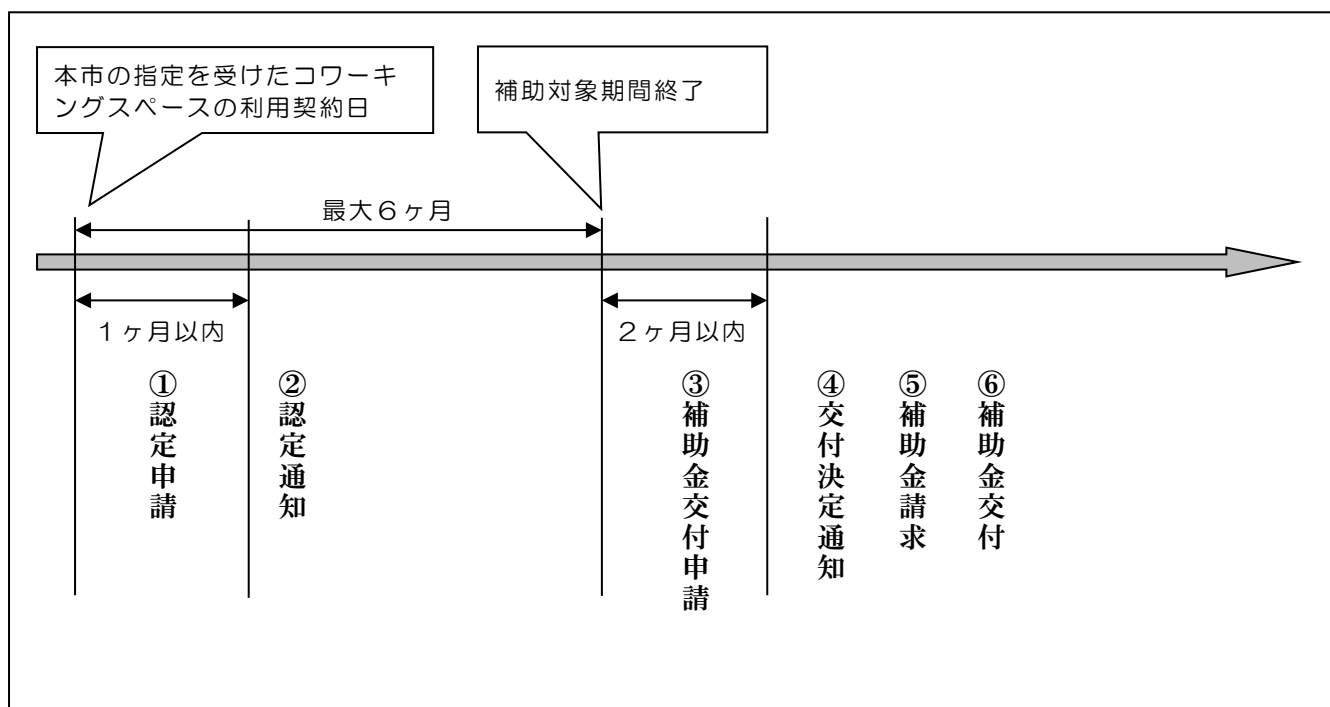 本市の指定を受けたコワーキ
ングスペースの利用契約日
補助対象期間終了
最大６ヶ月
１ヶ月以内
２ヶ月以内
①認定申請
②認定通知
③補助金交付申請
④交付決定通知
⑤補助金請求
⑥補助金交付